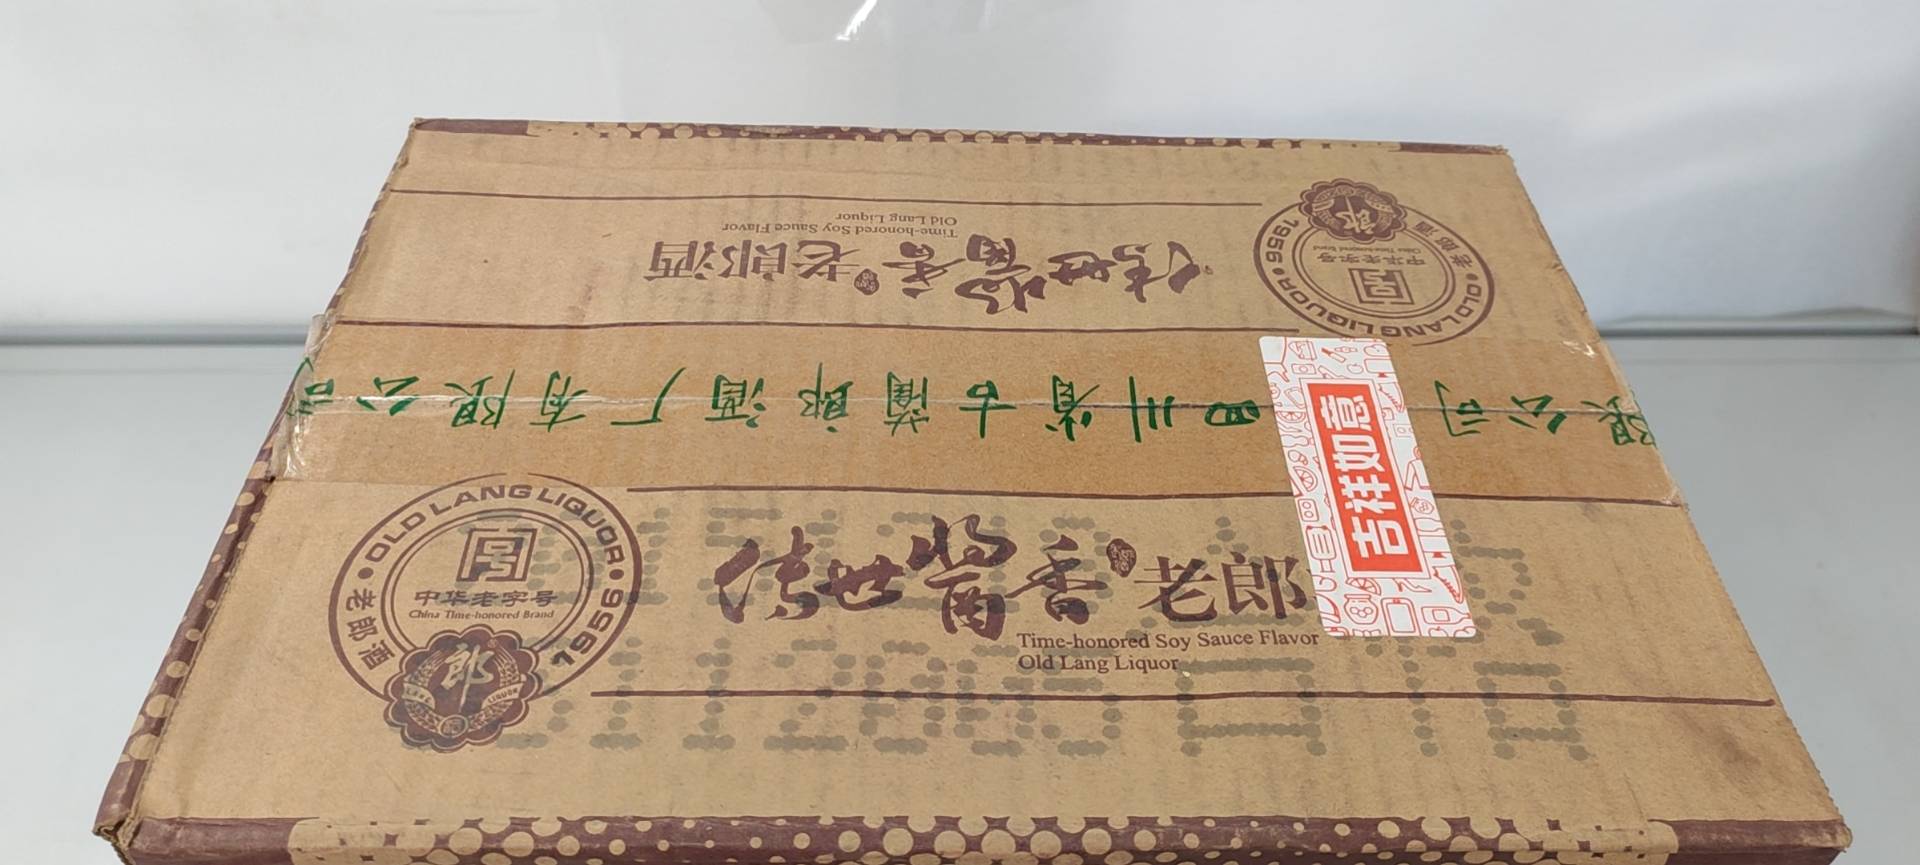 传世酱香老郎酒
Time-honored Soy Sauce Flavor
Old Lang Liquor
•OLD LANG LIQUOR•1956
老郎酒
中华老字号
China Time-honored Brand
郎
限公司
四川省古蔺郎酒厂有限公司
吉祥如意
•OLD LANG LIQUOR•1956
老郎酒
中华老字号
China Time-honored Brand
郎
LANG LIQUOR
传世酱香老郎
Time-honored Soy Sauce Flavor
Old Lang Liquor